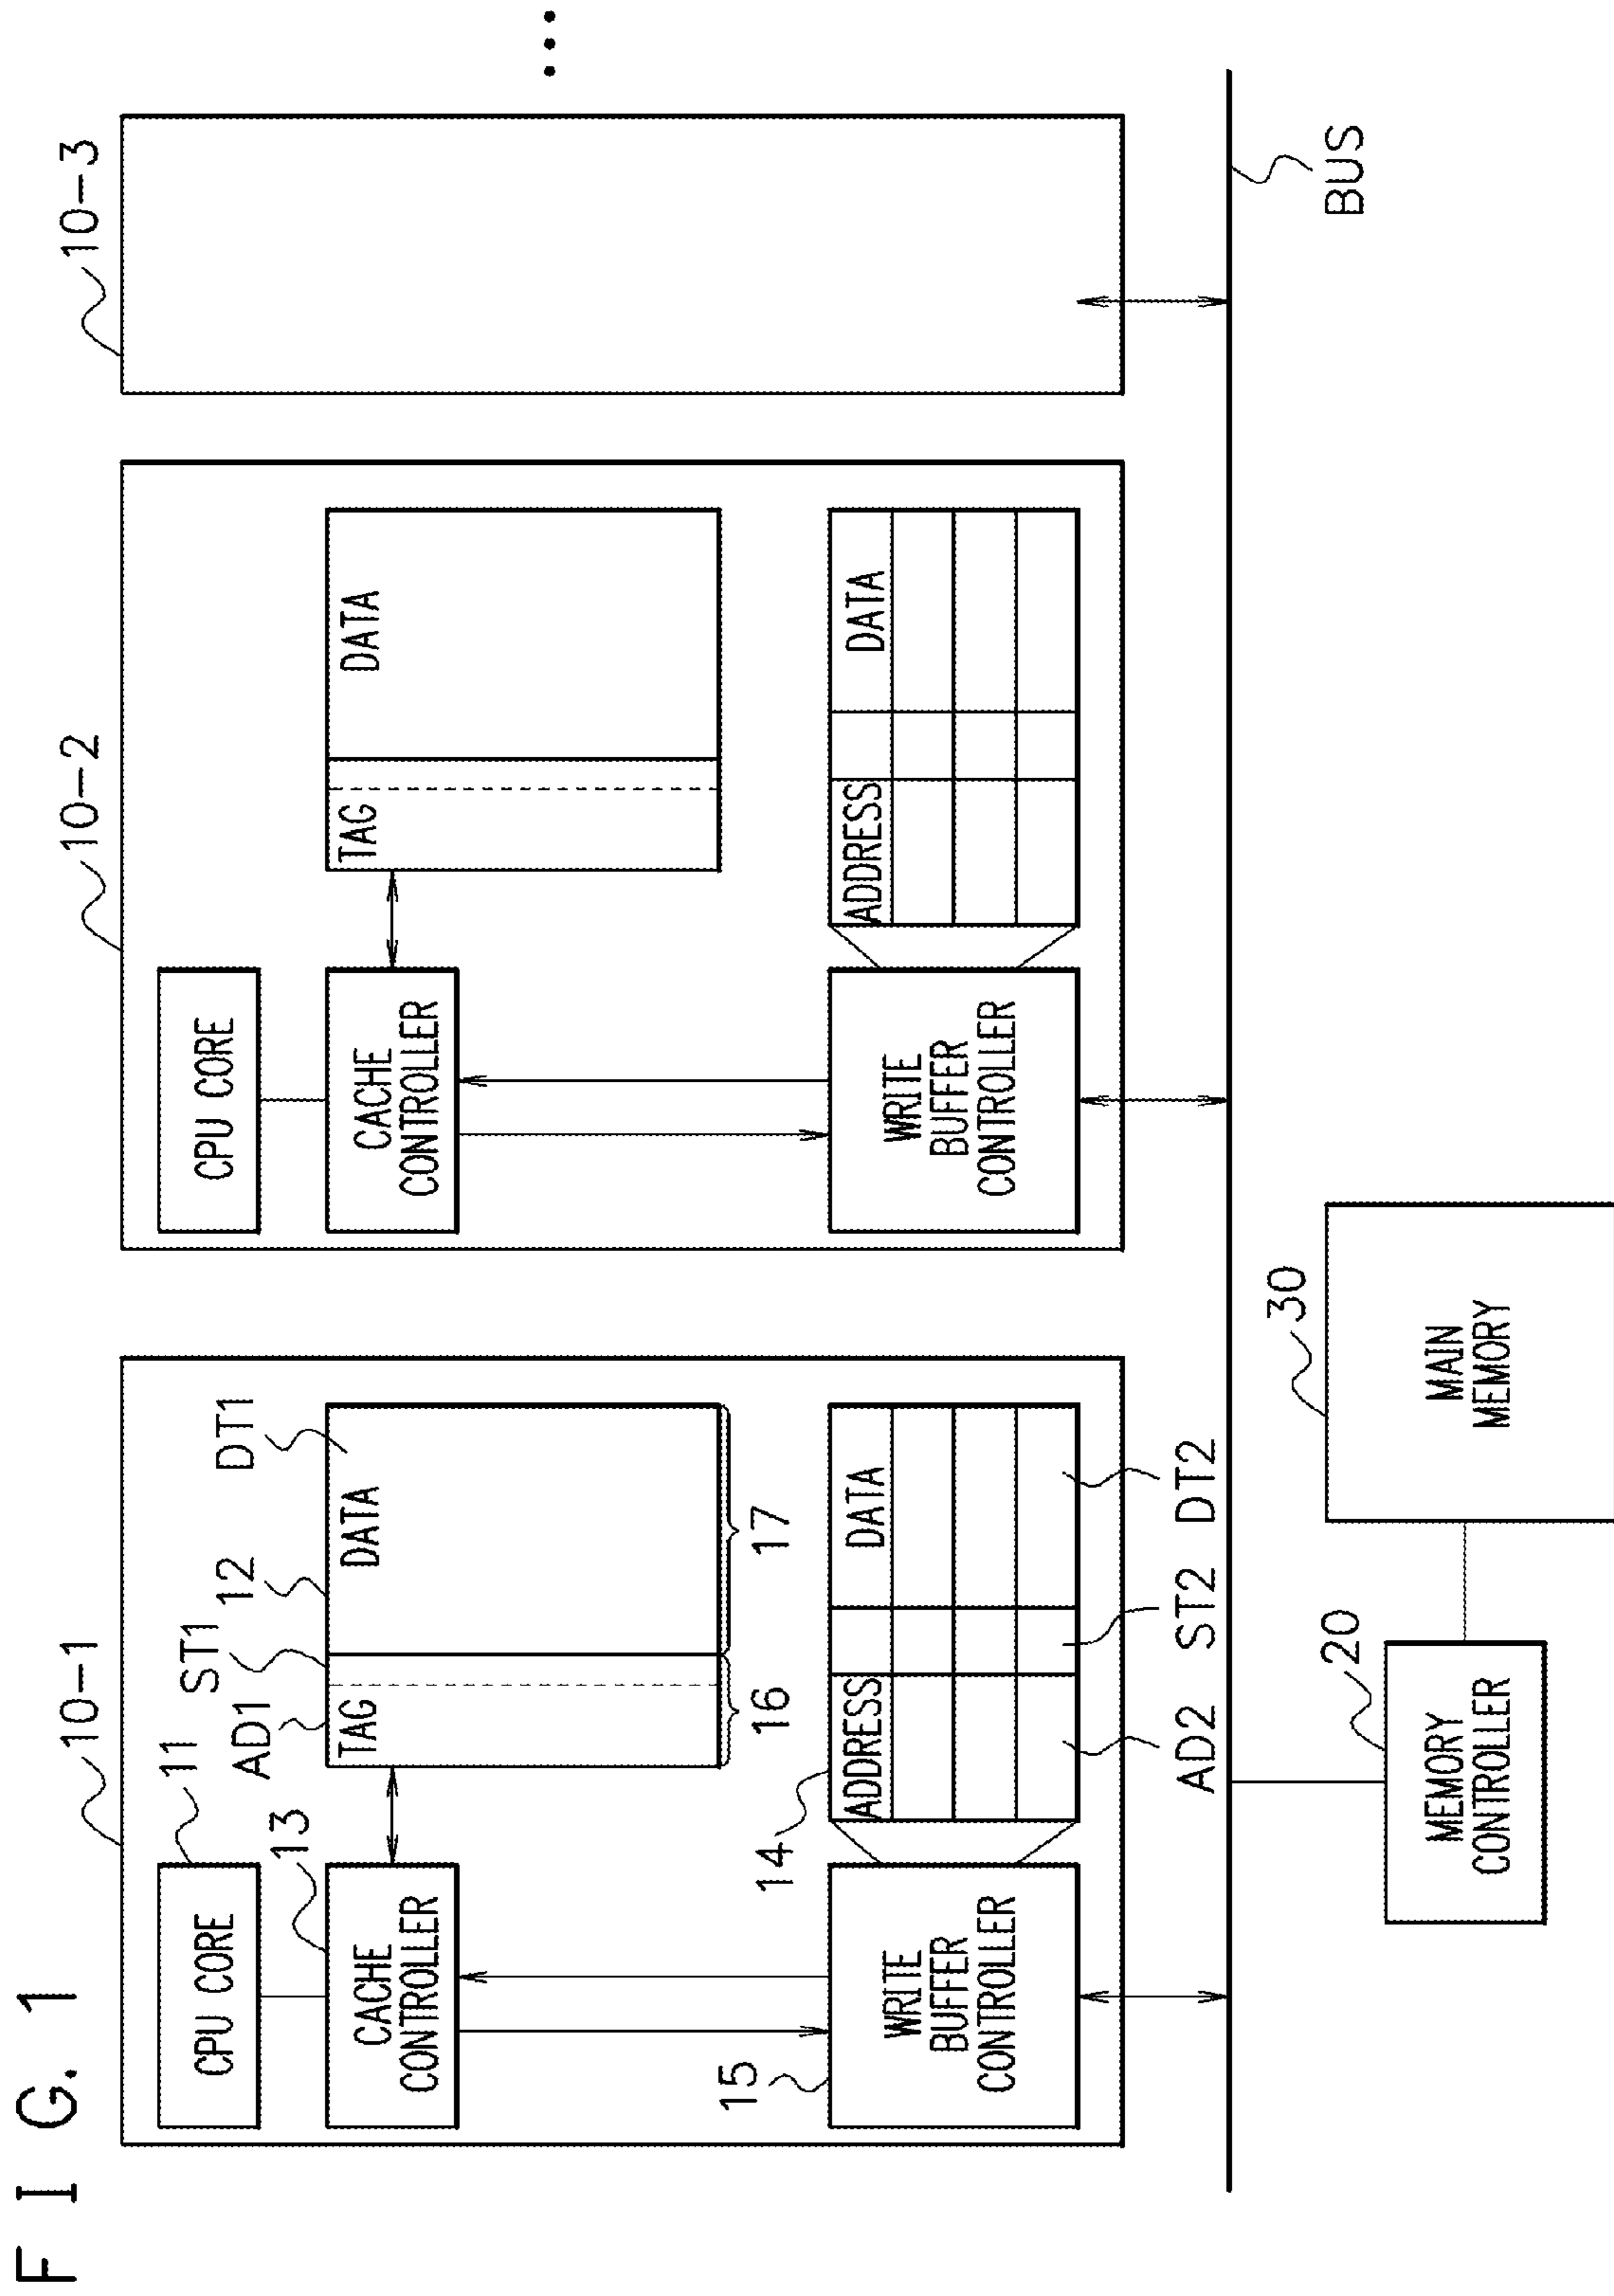 FIG. 1
10-1
10-2
10-3
...
11
CPU CORE
CPU CORE
ST1
12
DT1
AD1
13
CACHE
CONTROLLER
TAG
DATA
CACHE
CONTROLLER
TAG
DATA
16
17
15
14
WRITE
BUFFER
CONTROLLER
ADDRESS
DATA
WRITE
BUFFER
CONTROLLER
ADDRESS
DATA
AD2
ST2
DT2
BUS
20
30
MEMORY
CONTROLLER
MAIN
MEMORY